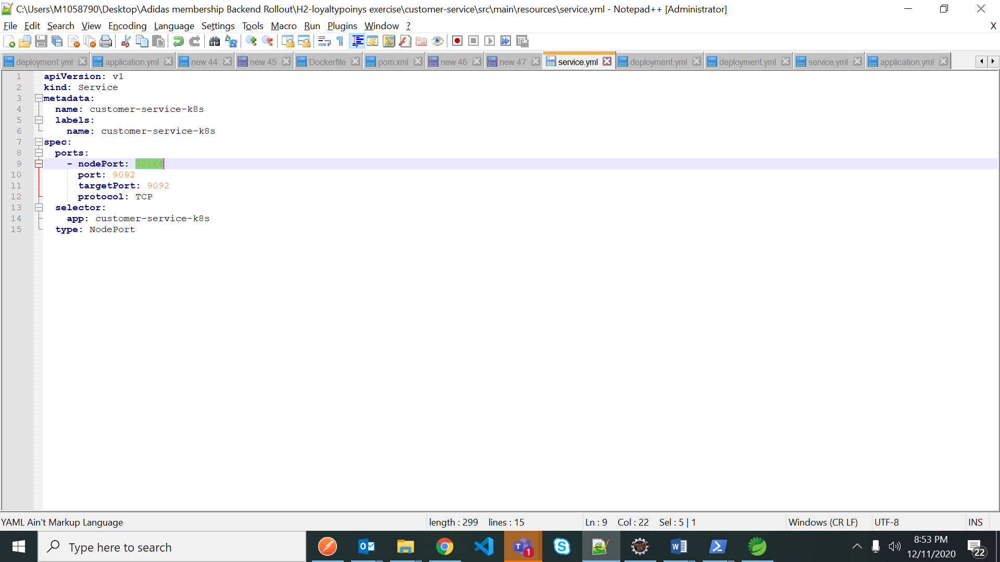 C:\Users\M1058790\Desktop\Adidas membership Backend Rollout\H2-loyaltypoinys exercise\customer-service\src\main\resources\service.yml - Notepad++ [Administrator]
File Edit Search View Encoding Language Settings Tools Macro Run Plugins Window ? X
deployment.yml application.yml new 44 new 45 Dockerfile pom.xml new 46 new 47 service.yml deployment.yml deployment.yml service.yml application.yml
1 apiVersion: v1
2 kind: Service
3 metadata:
4 name: customer-service-k8s
5 labels:
6 name: customer-service-k8s
7 spec:
8 ports:
9 - nodePort: 30164
10 port: 9092
11 targetPort: 9092
12 protocol: TCP
13 selector:
14 app: customer-service-k8s
15 type: NodePort
YAML Ain't Markup Language length : 299 lines : 15 Ln : 9 Col : 22 Sel : 5 | 1 Windows (CR LF) UTF-8 INS
Type here to search
1
8:53 PM
12/11/2020
22